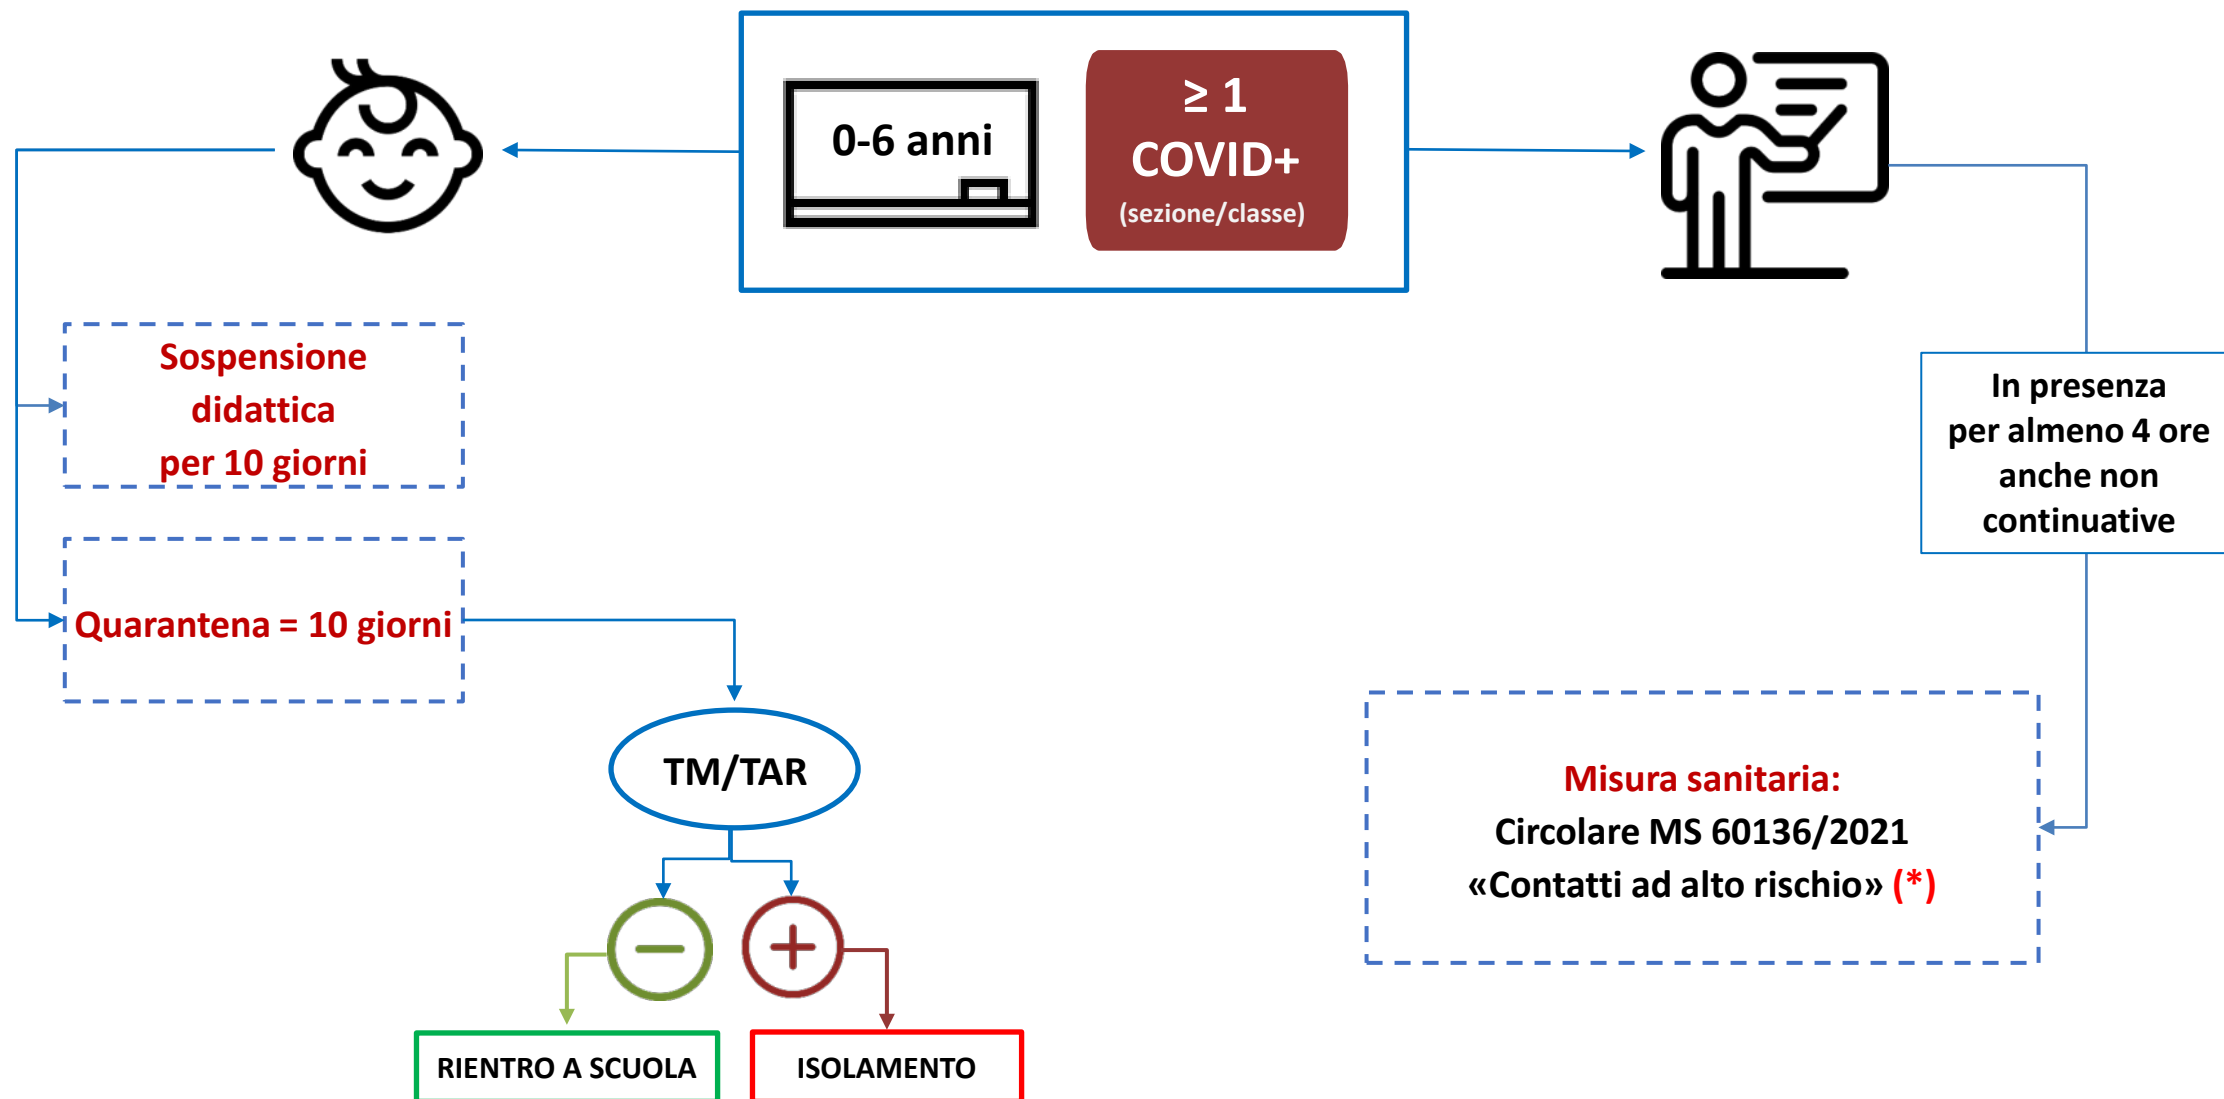 0-6 anni
≥ 1
COVID+
(sezione/classe)
Sospensione
didattica
per 10 giorni
In presenza
per almeno 4 ore
anche non
continuative
Quarantena = 10 giorni
TM/TAR
Misura sanitaria:
Circolare MS 60136/2021
«Contatti ad alto rischio» (*)
RIENTRO A SCUOLA
ISOLAMENTO